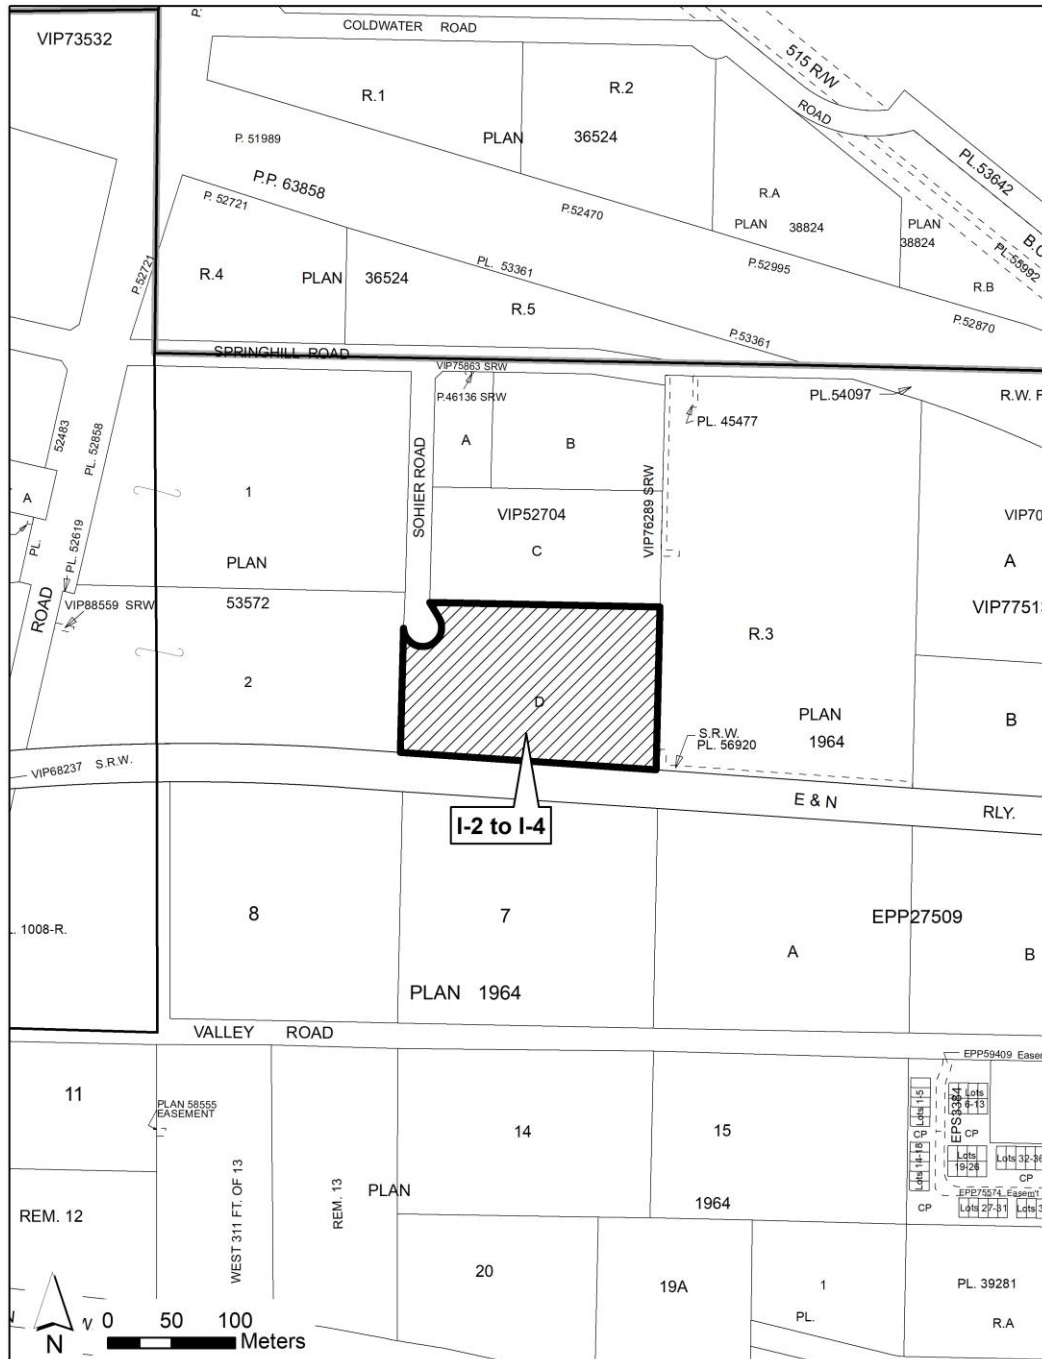 VIP73532
P.
COLDWATER ROAD
515 R/W
ROAD
R.1
R.2
PLAN 36524
P. 51989
P.P. 63858
P. 52721
P.52470
R.A
PLAN 38824
PLAN
38824
PL.53642
PL.55992
R.B
P.52721
R.4
PLAN 36524
PL. 53361
R.5
P.52995
P.52870
P.53361
SPRINGHILL ROAD
VIP75863 SRW
P.46136 SRW
PL.54097
R.W.
PL. 45477
52483
PL. 52858
SOHIER ROAD
A
B
VIP76289 SRW
A
1
VIP52704
C
VIP70
A
PL.
PL. 52619
PLAN
53572
VIP88559 SRW
ROAD
VIP7751
R.3
2
D
PLAN
1964
B
S.R.W.
PL. 56920
VIP68237 S.R.W.
E & N RLY.
I-2 to I-4
8
7
EPP27509
1008-R.
A
B
PLAN 1964
VALLEY ROAD
EPP59409
11
PLAN 58555
EASEMENT
14
15
Lots 1-5
EPS3384
Lots
6-13
CP
CP
Lots 14-18
Lots
19-26
Lots 32-36
CP
WEST 311 FT. OF 13
REM. 13
PLAN
1964
EPP75574 Easem't
REM. 12
CP
Lots 27-31
Lots 3
20
19A
1
PL.
PL. 39281
R.A
N
0 50 100
Meters